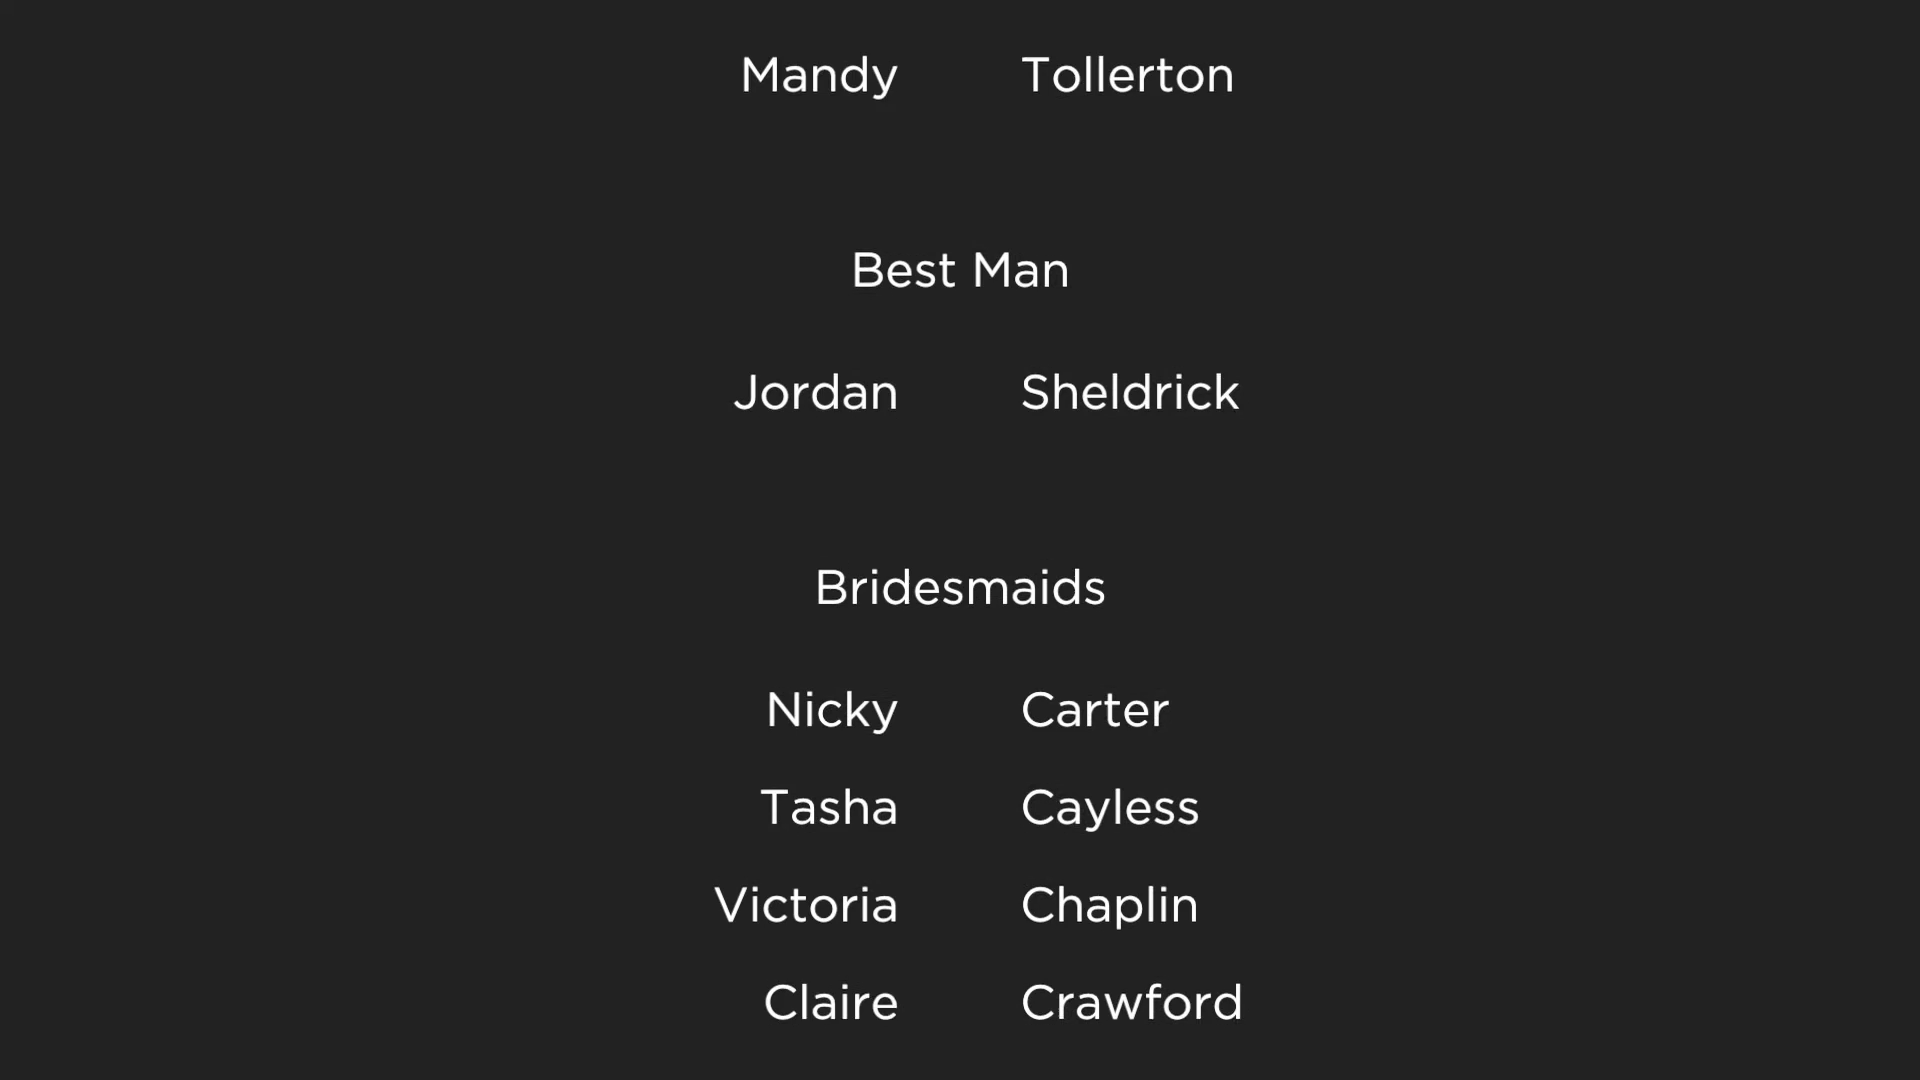 Mandy Tollerton
Best Man
Jordan Sheldrick
Bridesmaids
Nicky Carter
Tasha Cayless
Victoria Chaplin
Claire Crawford